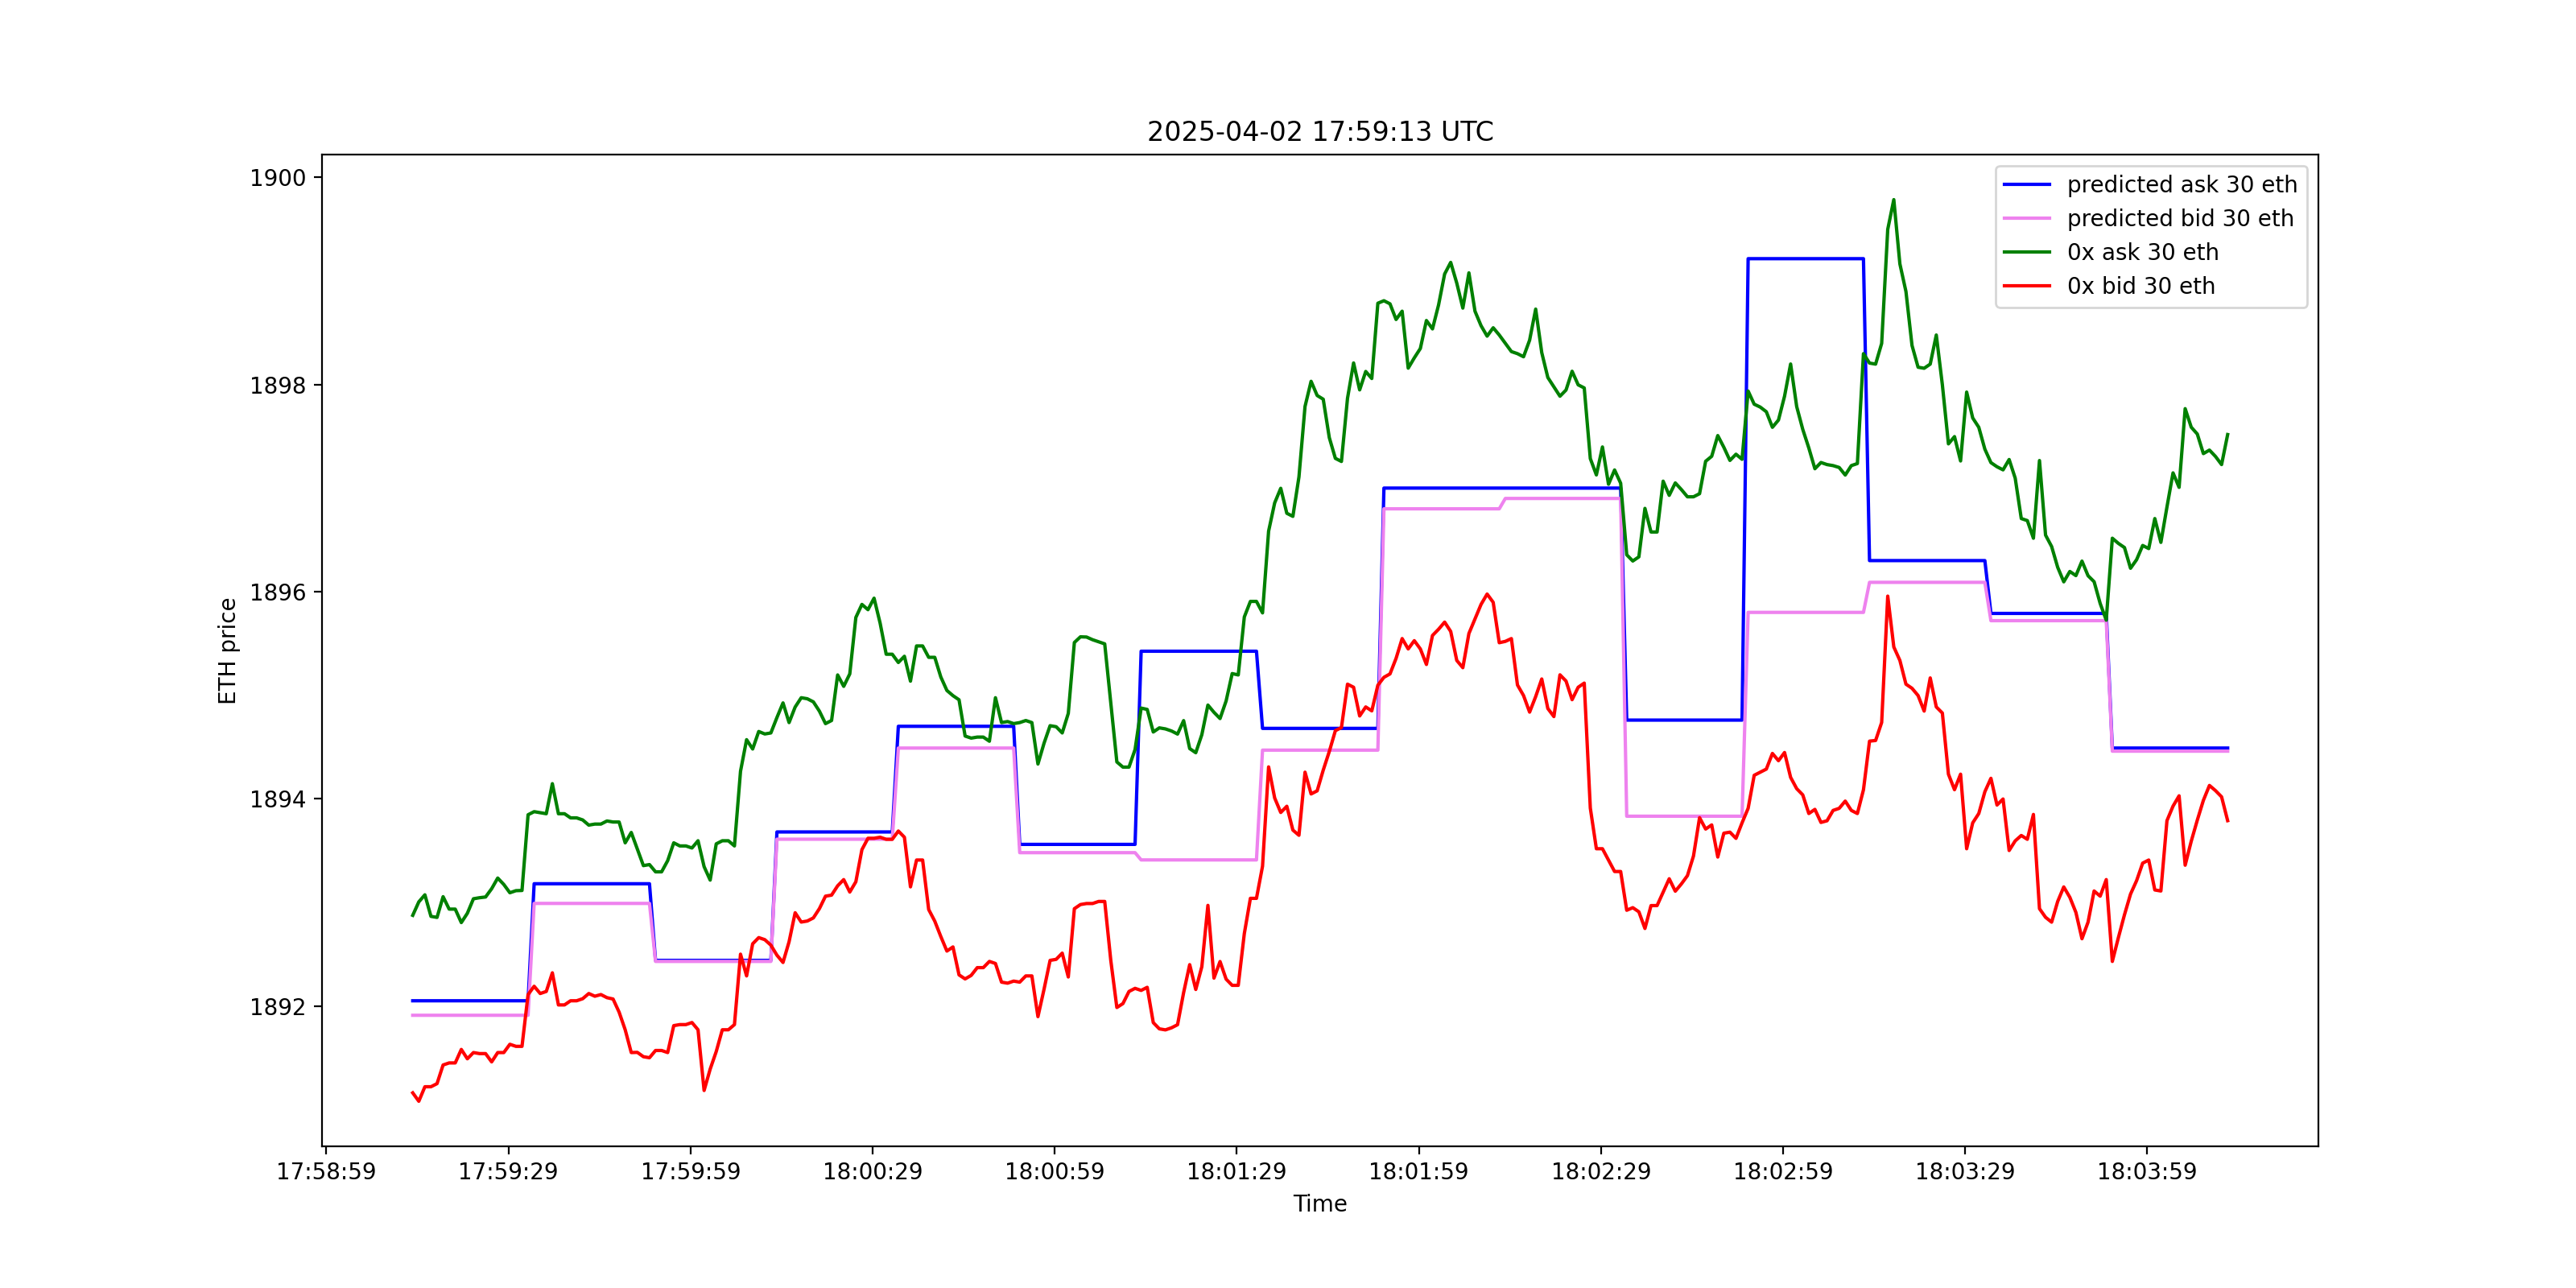 2025-04-02 17:59:13 UTC
predicted ask 30 eth
predicted bid 30 eth
0x ask 30 eth
0x bid 30 eth
1900
1898
1896
1894
1892
ETH price
17:58:59 17:59:29 17:59:59 18:00:29 18:00:59 18:01:29 18:01:59 18:02:29 18:02:59 18:03:29 18:03:59
Time